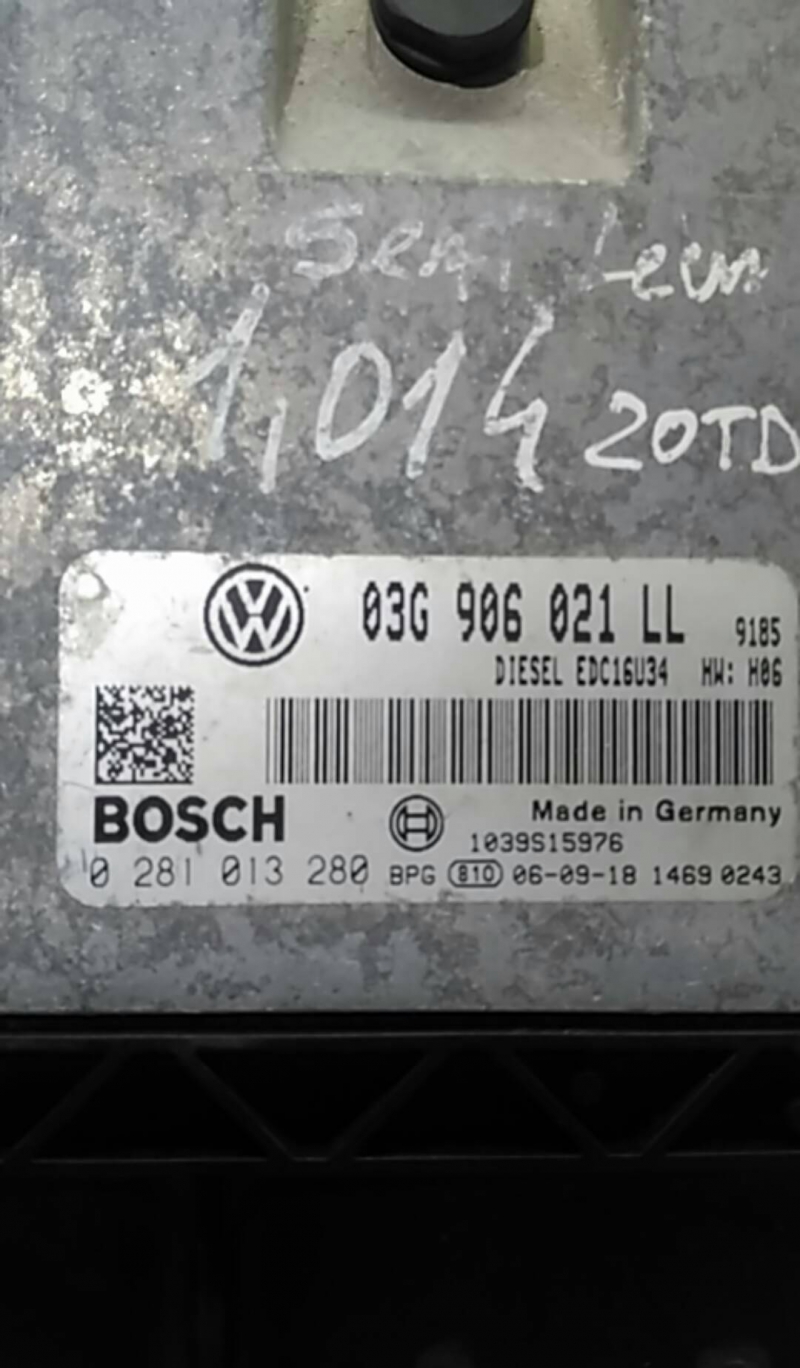 Seat Leon
1,014 20TD
03G 906 021 LL 9185
DIESEL EDC16U34 HW: H06
BOSCH
Made in Germany
1039S15976
0 281 013 280 BPG 810 06-09-18 1469 0243